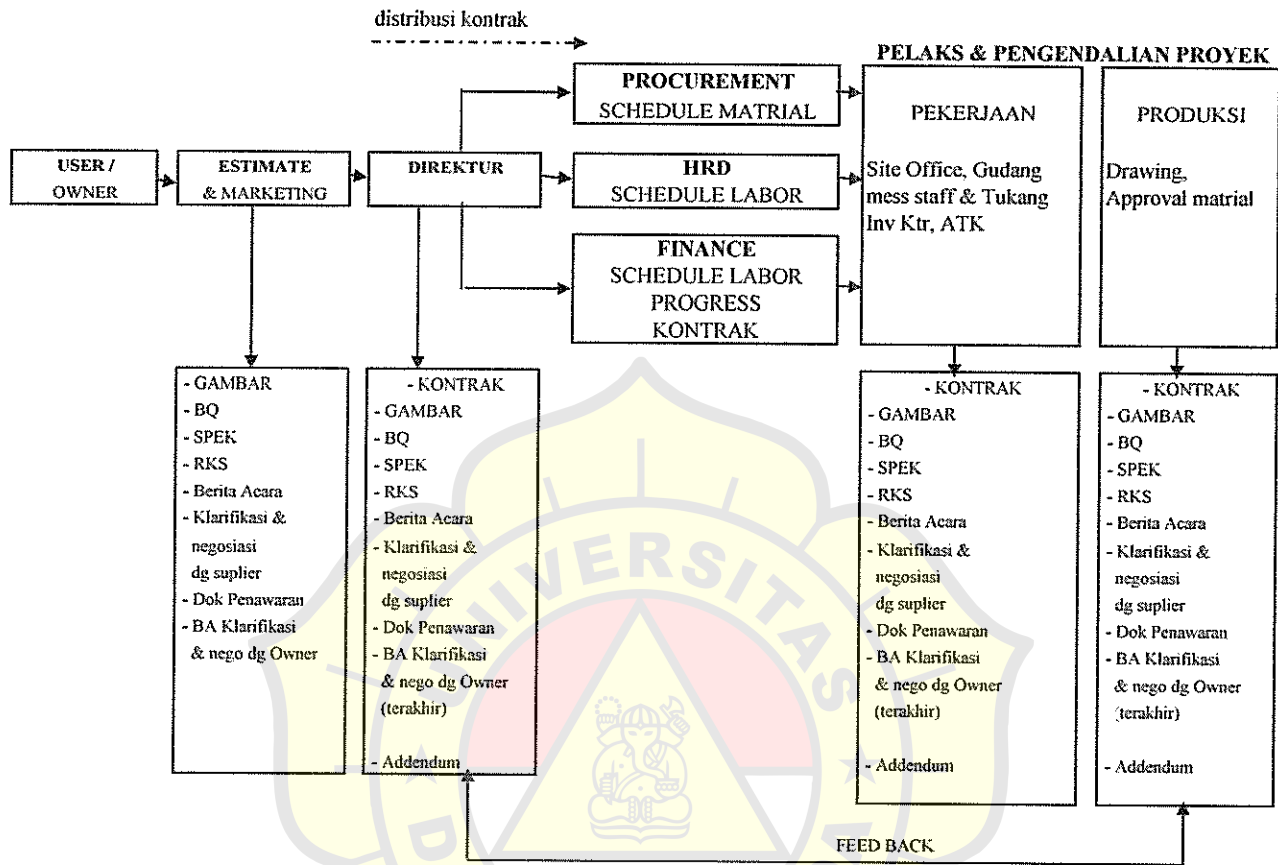 distribusi kontrak
PELAKS & PENGENDALIAN PROYEK
USER /
OWNER
ESTIMATE
& MARKETING
DIREKTUR
PROCUREMENT
SCHEDULE MATRIAL
HRD
SCHEDULE LABOR
FINANCE
SCHEDULE LABOR
PROGRESS
KONTRAK
PEKERJAAN
Site Office, Gudang
mess staff & Tukang
Inv Ktr, ATK
PRODUKSI
Drawing,
Approval matrial
- GAMBAR
- BQ
- SPEK
- RKS
- Berita Acara
- Klarifikasi &
negosiasi
dg suplier
- Dok Penawaran
- BA Klarifikasi
& nego dg Owner
- KONTRAK
- GAMBAR
- BQ
- SPEK
- RKS
- Berita Acara
- Klarifikasi &
negosiasi
dg suplier
- Dok Penawaran
- BA Klarifikasi
& nego dg Owner
(terakhir)
- Addendum
- KONTRAK
- GAMBAR
- BQ
- SPEK
- RKS
- Berita Acara
- Klarifikasi &
negosiasi
dg suplier
- Dok Penawaran
- BA Klarifikasi
& nego dg Owner
(terakhir)
- Addendum
- KONTRAK
- GAMBAR
- BQ
- SPEK
- RKS
- Berita Acara
- Klarifikasi &
negosiasi
dg suplier
- Dok Penawaran
- BA Klarifikasi
& nego dg Owner
(terakhir)
- Addendum
FEED BACK
UNIVERSITAS